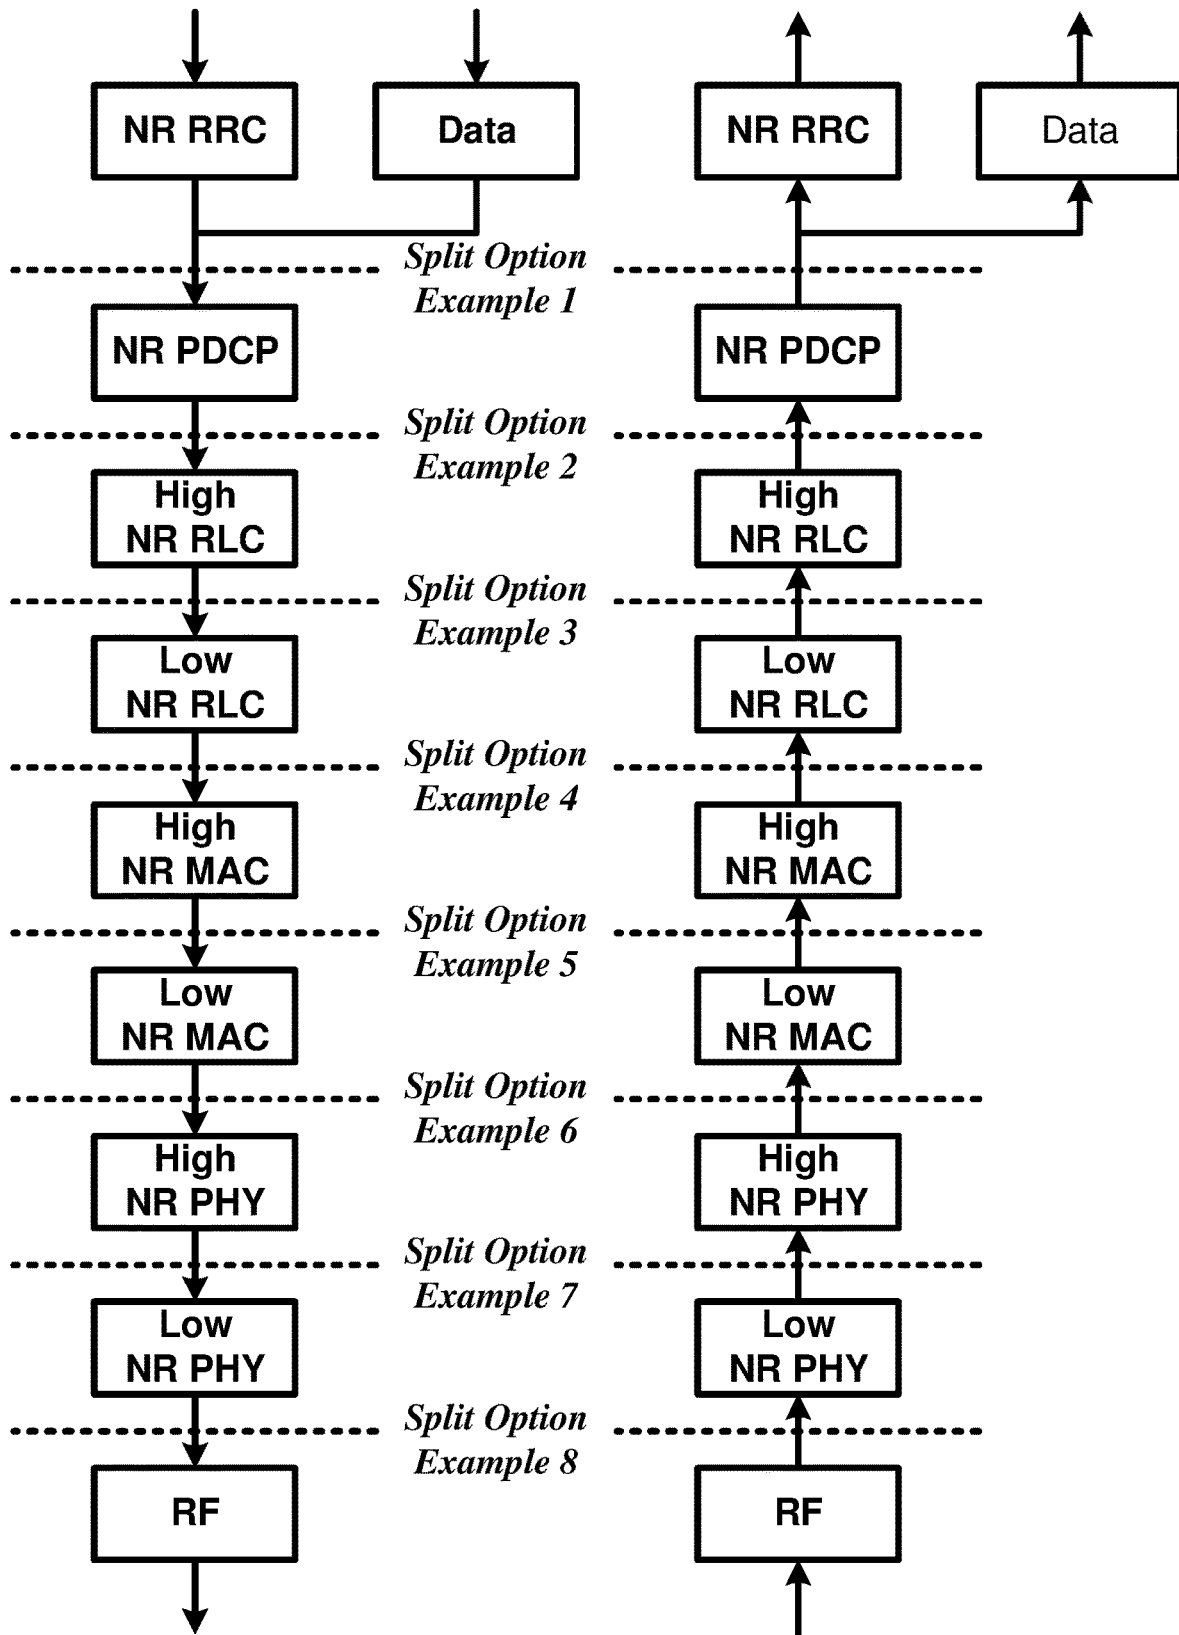 NR RRC
Data
NR RRC
Data
Split Option
Example 1
NR PDCP
NR PDCP
Split Option
Example 2
High
NR RLC
High
NR RLC
Split Option
Example 3
Low
NR RLC
Low
NR RLC
Split Option
Example 4
High
NR MAC
High
NR MAC
Split Option
Example 5
Low
NR MAC
Low
NR MAC
Split Option
Example 6
High
NR PHY
High
NR PHY
Split Option
Example 7
Low
NR PHY
Low
NR PHY
Split Option
Example 8
RF
RF